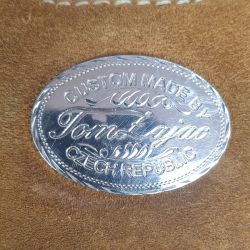 CUSTOM MADE BY
Tom Lajac
CZECH REPUBLIC